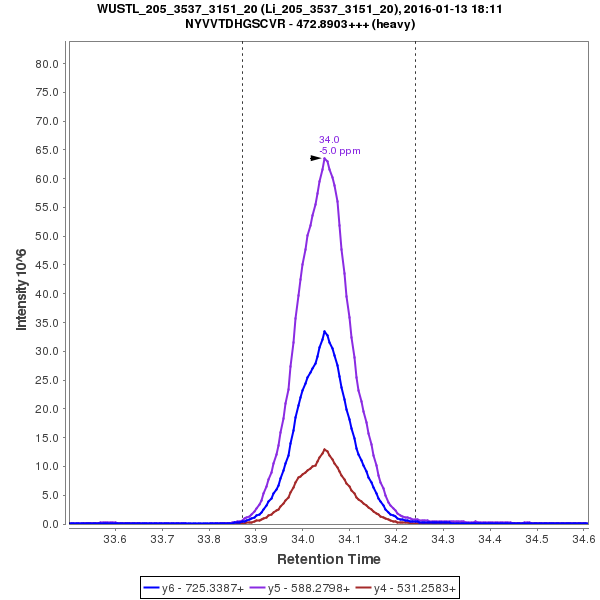 WUSTL_205_3537_3151_20 (Li_205_3537_3151_20), 2016-01-13 18:11
NYVVTDHGSCVR - 472.8903+++ (heavy)
80.0
75.0
70.0
65.0
60.0
55.0
50.0
45.0
40.0
35.0
30.0
25.0
20.0
15.0
10.0
5.0
0.0
Intensity 10^6
34.0
-5.0 ppm
33.6 33.7 33.8 33.9 34.0 34.1 34.2 34.3 34.4 34.5 34.6
Retention Time
y6 - 725.3387+ y5 - 588.2798+ y4 - 531.2583+